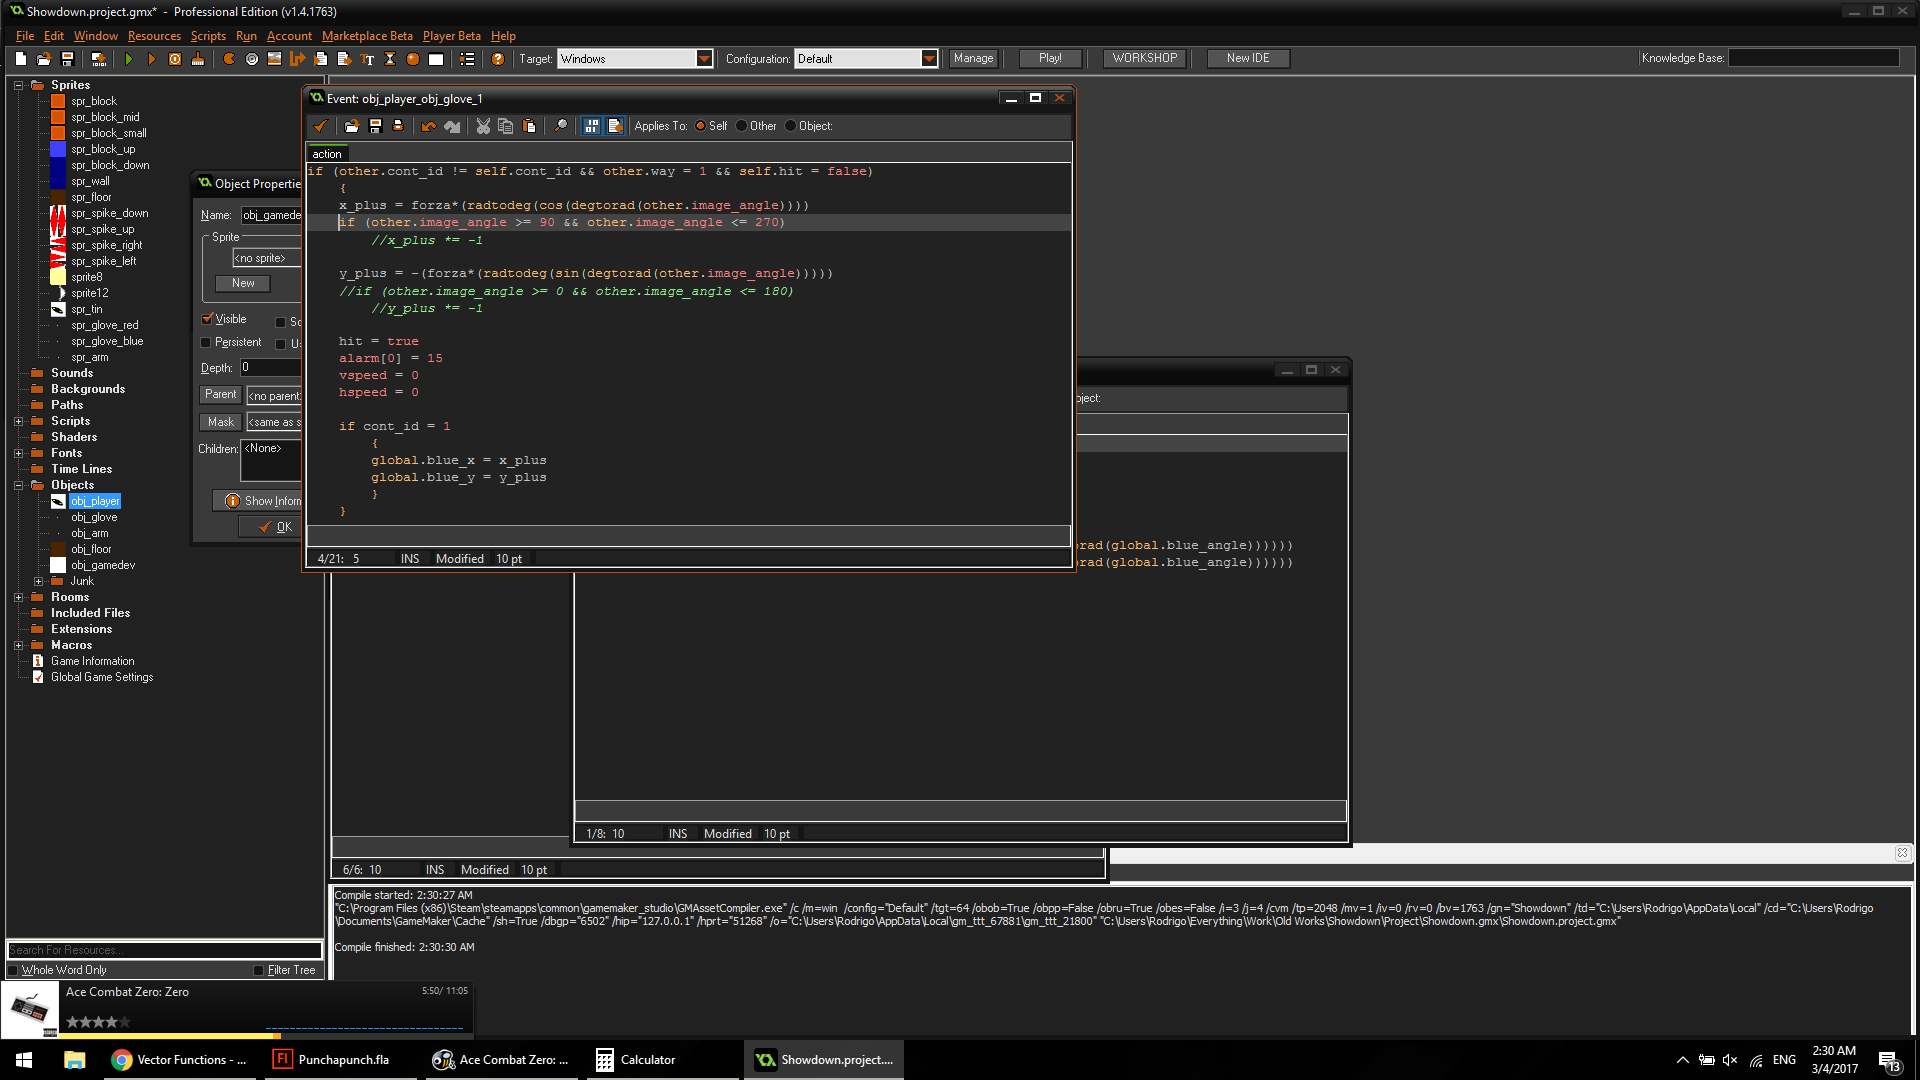 Showdown.project.gmx* - Professional Edition (v1.4.1763)
File Edit Window Resources Scripts Run Account Marketplace Beta Player Beta Help
Target: Windows Configuration: Default Manage Play! WORKSHOP New IDE Knowledge Base:
Sprites
spr_block
spr_block_mid
spr_block_small
spr_block_up
spr_block_down
spr_wall
spr_floor
spr_spike_down
spr_spike_up
spr_spike_right
spr_spike_left
sprite8
sprite12
spr_tin
spr_glove_red
spr_glove_blue
spr_arm
Sounds
Backgrounds
Paths
Scripts
Shaders
Fonts
Time Lines
Objects
obj_player
obj_glove
obj_arm
obj_floor
obj_gamedev
Junk
Rooms
Included Files
Extensions
Macros
Game Information
Global Game Settings
Search For Resources...
Whole Word Only Filter Tree
Object Propertie
Name: obj_gamede
Sprite
<no sprite>
New
Visible So
Persistent U
Depth: 0
Parent <no parent
Mask <same as s
Children: <None>
Show Inform
OK
Event: obj_player_obj_glove_1
Applies To: Self Other Object:
action
if (other.cont_id != self.cont_id && other.way = 1 && self.hit = false)
{
x_plus = forza*(radtodeg(cos(degtorad(other.image_angle))))
if (other.image_angle >= 90 && other.image_angle <= 270)
//x_plus *= -1
y_plus = -(forza*(radtodeg(sin(degtorad(other.image_angle)))))
//if (other.image_angle >= 0 && other.image_angle <= 180)
//y_plus *= -1
hit = true
alarm[0] = 15
vspeed = 0
hspeed = 0
if cont_id = 1
{
global.blue_x = x_plus
global.blue_y = y_plus
}
}
4/21: 5 INS Modified 10 pt
bject:
orad(global.blue_angle))))))
orad(global.blue_angle))))))
1/8: 10 INS Modified 10 pt
6/6: 10 INS Modified 10 pt
Compile started: 2:30:27 AM
"C:\Program Files (x86)\Steam\steamapps\common\gamemaker_studio\GMAssetCompiler.exe" /c /m=win /config="Default" /tgt=64 /obob=True /obpp=False /obru=True /obes=False /i=3 /j=4 /cvm /tp=2048 /mv=1 /iv=0 /rv=0 /bv=1763 /gn="Showdown" /td="C:\Users\Rodrigo\AppData\Local" /cd="C:\Users\Rodrigo
\Documents\GameMaker\Cache" /sh=True /dbgp="6502" /hip="127.0.0.1" /hprt="51268" /o="C:\Users\Rodrigo\AppData\Local\gm_ttt_67881\gm_ttt_21800" "C:\Users\Rodrigo\Everything\Work\Old Works\Showdown\Project\Showdown.gmx\Showdown.project.gmx"
Compile finished: 2:30:30 AM
Ace Combat Zero: Zero 5:50/ 11:05
Vector Functions - ... Punchapunch.fla Ace Combat Zero: ... Calculator Showdown.project.... ENG 2:30 AM
3/4/2017
13